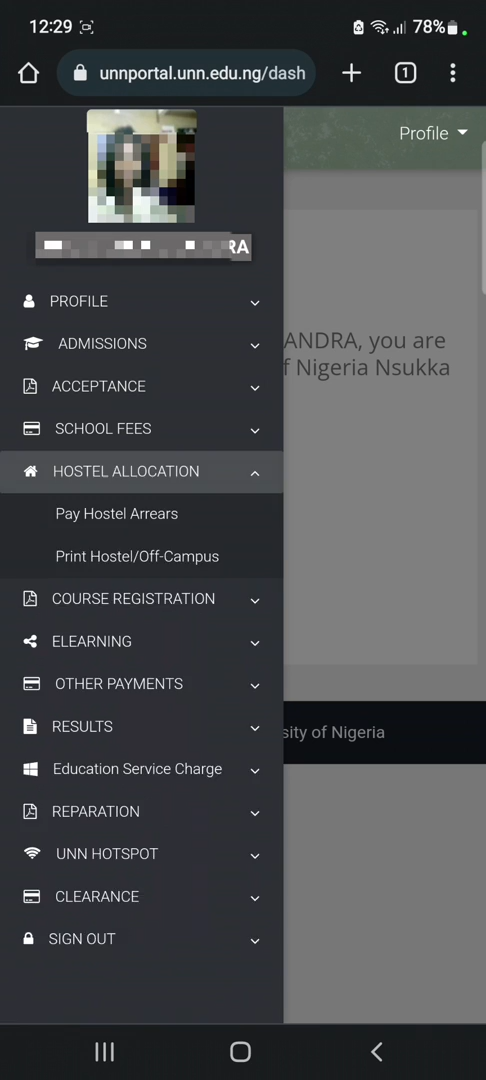 12:29
78%
unnportal.unn.edu.ng/dash
1
Profile
RA
PROFILE
ANDRA, you are
ADMISSIONS
f Nigeria Nsukka
ACCEPTANCE
SCHOOL FEES
HOSTEL ALLOCATION
Pay Hostel Arrears
Print Hostel/Off-Campus
COURSE REGISTRATION
ELEARNING
OTHER PAYMENTS
RESULTS
sity of Nigeria
Education Service Charge
REPARATION
UNN HOTSPOT
CLEARANCE
SIGN OUT